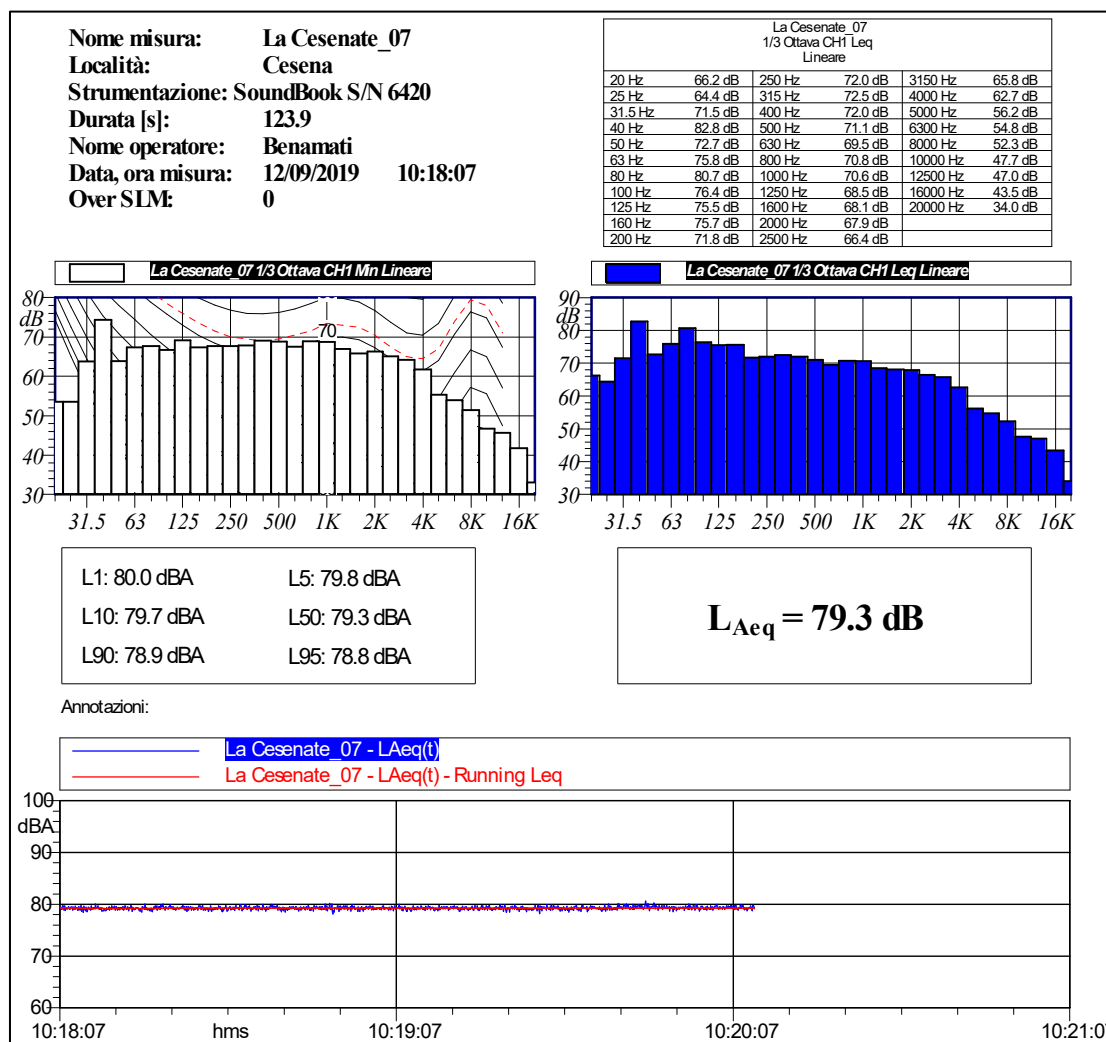 Nome misura: La Cesenate_07
Località: Cesena
Strumentazione: SoundBook S/N 6420
Durata [s]: 123.9
Nome operatore: Benamati
Data, ora misura: 12/09/2019 10:18:07
Over SLM: 0
La Cesenate_07
1/3 Ottava CH1 Leq
Lineare
20 Hz 66.2 dB 250 Hz 72.0 dB 3150 Hz 65.8 dB
25 Hz 64.4 dB 315 Hz 72.5 dB 4000 Hz 62.7 dB
31.5 Hz 71.5 dB 400 Hz 72.0 dB 5000 Hz 56.2 dB
40 Hz 82.8 dB 500 Hz 71.1 dB 6300 Hz 54.8 dB
50 Hz 72.7 dB 630 Hz 69.5 dB 8000 Hz 52.3 dB
63 Hz 75.8 dB 800 Hz 70.8 dB 10000 Hz 47.7 dB
80 Hz 80.7 dB 1000 Hz 70.6 dB 12500 Hz 47.0 dB
100 Hz 76.4 dB 1250 Hz 68.5 dB 16000 Hz 43.5 dB
125 Hz 75.5 dB 1600 Hz 68.1 dB 20000 Hz 34.0 dB
160 Hz 75.7 dB 2000 Hz 67.9 dB
200 Hz 71.8 dB 2500 Hz 66.4 dB
La Cesenate_07 1/3 Ottava CH1 Min Lineare
80
dB
70
60
50
40
30
70
31.5 63 125 250 500 1K 2K 4K 8K 16K
La Cesenate_07 1/3 Ottava CH1 Leq Lineare
90
dB
80
70
60
50
40
30
31.5 63 125 250 500 1K 2K 4K 8K 16K
L1: 80.0 dBA L5: 79.8 dBA
L10: 79.7 dBA L50: 79.3 dBA
L90: 78.9 dBA L95: 78.8 dBA
LAeq = 79.3 dB
Annotazioni:
La Cesenate_07 - LAeq(t)
La Cesenate_07 - LAeq(t) - Running Leq
100
dBA
90
80
70
60
10:18:07 hms 10:19:07 10:20:07 10:21:07